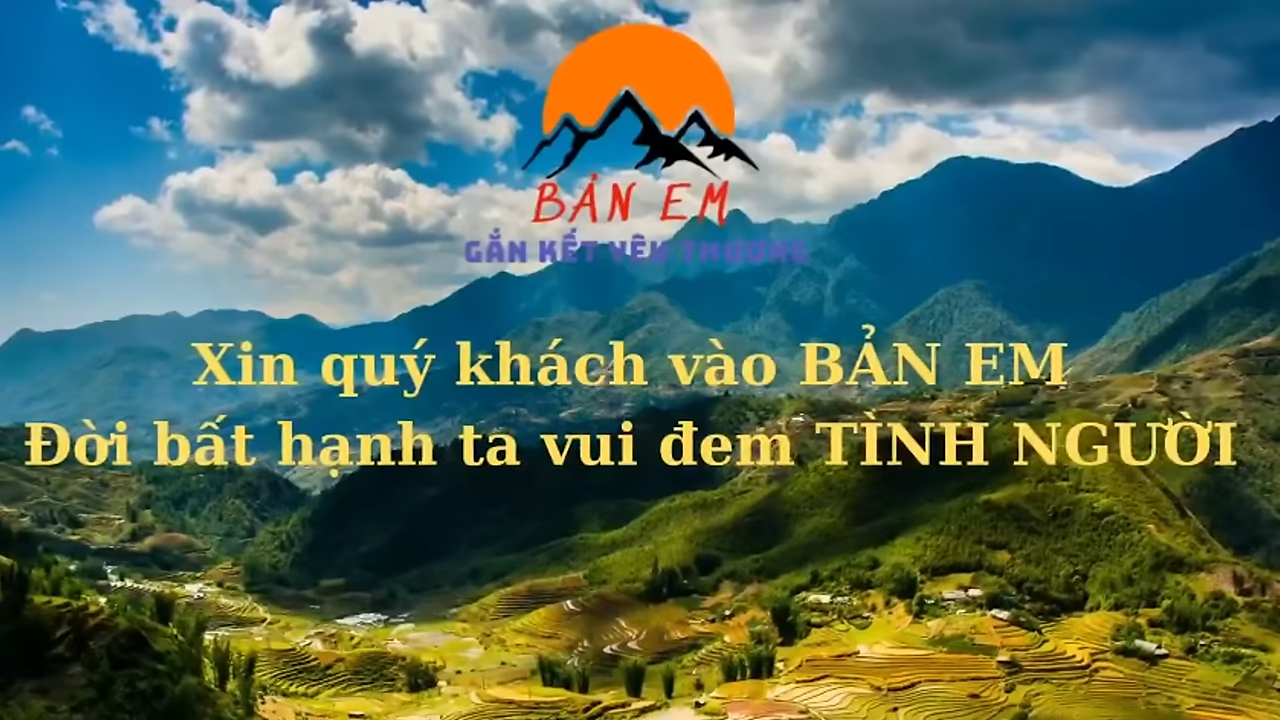 BẢN EM
GẮN KẾT YÊU THƯƠNG
Xin quý khách vào BẢN EM
Đời bất hạnh ta vui đem TÌNH NGƯỜI